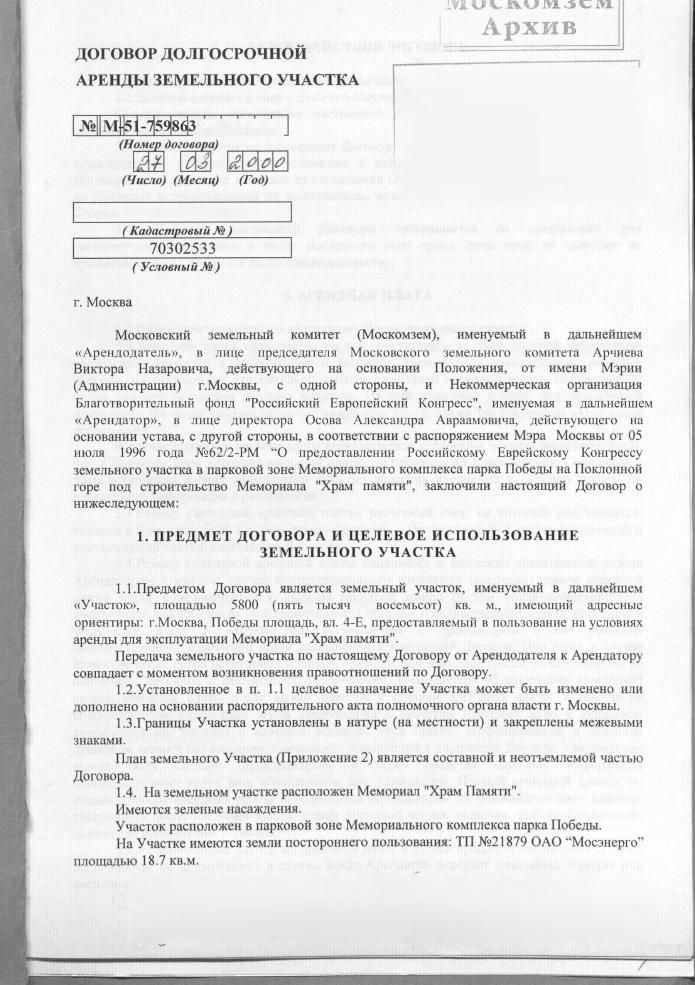 Москомзем
Архив
ДОГОВОР ДОЛГОСРОЧНОЙ
АРЕНДЫ ЗЕМЕЛЬНОГО УЧАСТКА
№ М-51-759863
(Номер договора)
27 03 2000
(Число) (Месяц) (Год)
( Кадастровый № )
70302533
( Условный № )
г. Москва
Московский земельный комитет (Москомзем), именуемый в дальнейшем
«Арендодатель», в лице председателя Московского земельного комитета Арчиева
Виктора Назаровича, действующего на основании Положения, от имени Мэрии
(Администрации) г.Москвы, с одной стороны, и Некоммерческая организация
Благотворительный фонд "Российский Европейский Конгресс", именуемая в дальнейшем
«Арендатор», в лице директора Осова Александра Авраамовича, действующего на
основании устава, с другой стороны, в соответствии с распоряжением Мэра Москвы от 05
июля 1996 года №62/2-РМ “О предоставлении Российскому Еврейскому Конгрессу
земельного участка в парковой зоне Мемориального комплекса парка Победы на Поклонной
горе под строительство Мемориала "Храм памяти", заключили настоящий Договор о
нижеследующем:
1. ПРЕДМЕТ ДОГОВОРА И ЦЕЛЕВОЕ ИСПОЛЬЗОВАНИЕ
ЗЕМЕЛЬНОГО УЧАСТКА
1.1.Предметом Договора является земельный участок, именуемый в дальнейшем
«Участок», площадью 5800 (пять тысяч восемьсот) кв. м., имеющий адресные
ориентиры: г.Москва, Победы площадь, вл. 4-Е, предоставляемый в пользование на условиях
аренды для эксплуатации Мемориала "Храм памяти".
Передача земельного участка по настоящему Договору от Арендодателя к Арендатору
совпадает с моментом возникновения правоотношений по Договору.
1.2.Установленное в п. 1.1 целевое назначение Участка может быть изменено или
дополнено на основании распорядительного акта полномочного органа власти г. Москвы.
1.3.Границы Участка установлены в натуре (на местности) и закреплены межевыми
знаками.
План земельного Участка (Приложение 2) является составной и неотъемлемой частью
Договора.
1.4. На земельном участке расположен Мемориал "Храм Памяти".
Имеются зеленые насаждения.
Участок расположен в парковой зоне Мемориального комплекса парка Победы.
На Участке имеются земли постороннего пользования: ТП №21879 ОАО “Мосэнерго”
площадью 18.7 кв.м.